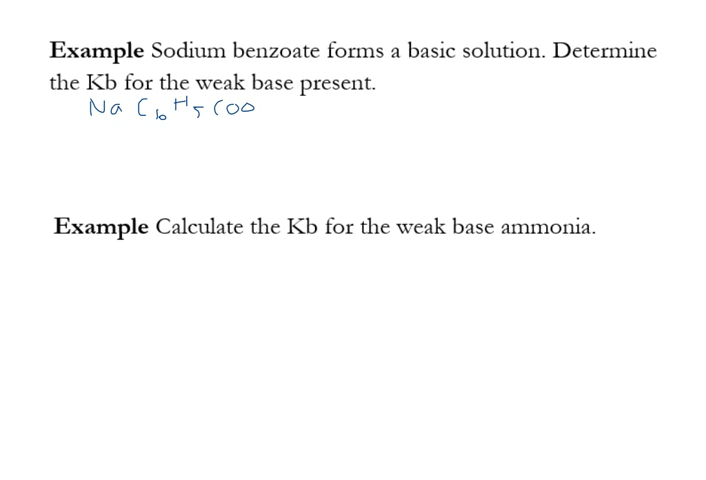 Example Sodium benzoate forms a basic solution. Determine
the Kb for the weak base present.
Na C6H5COO
Example Calculate the Kb for the weak base ammonia.